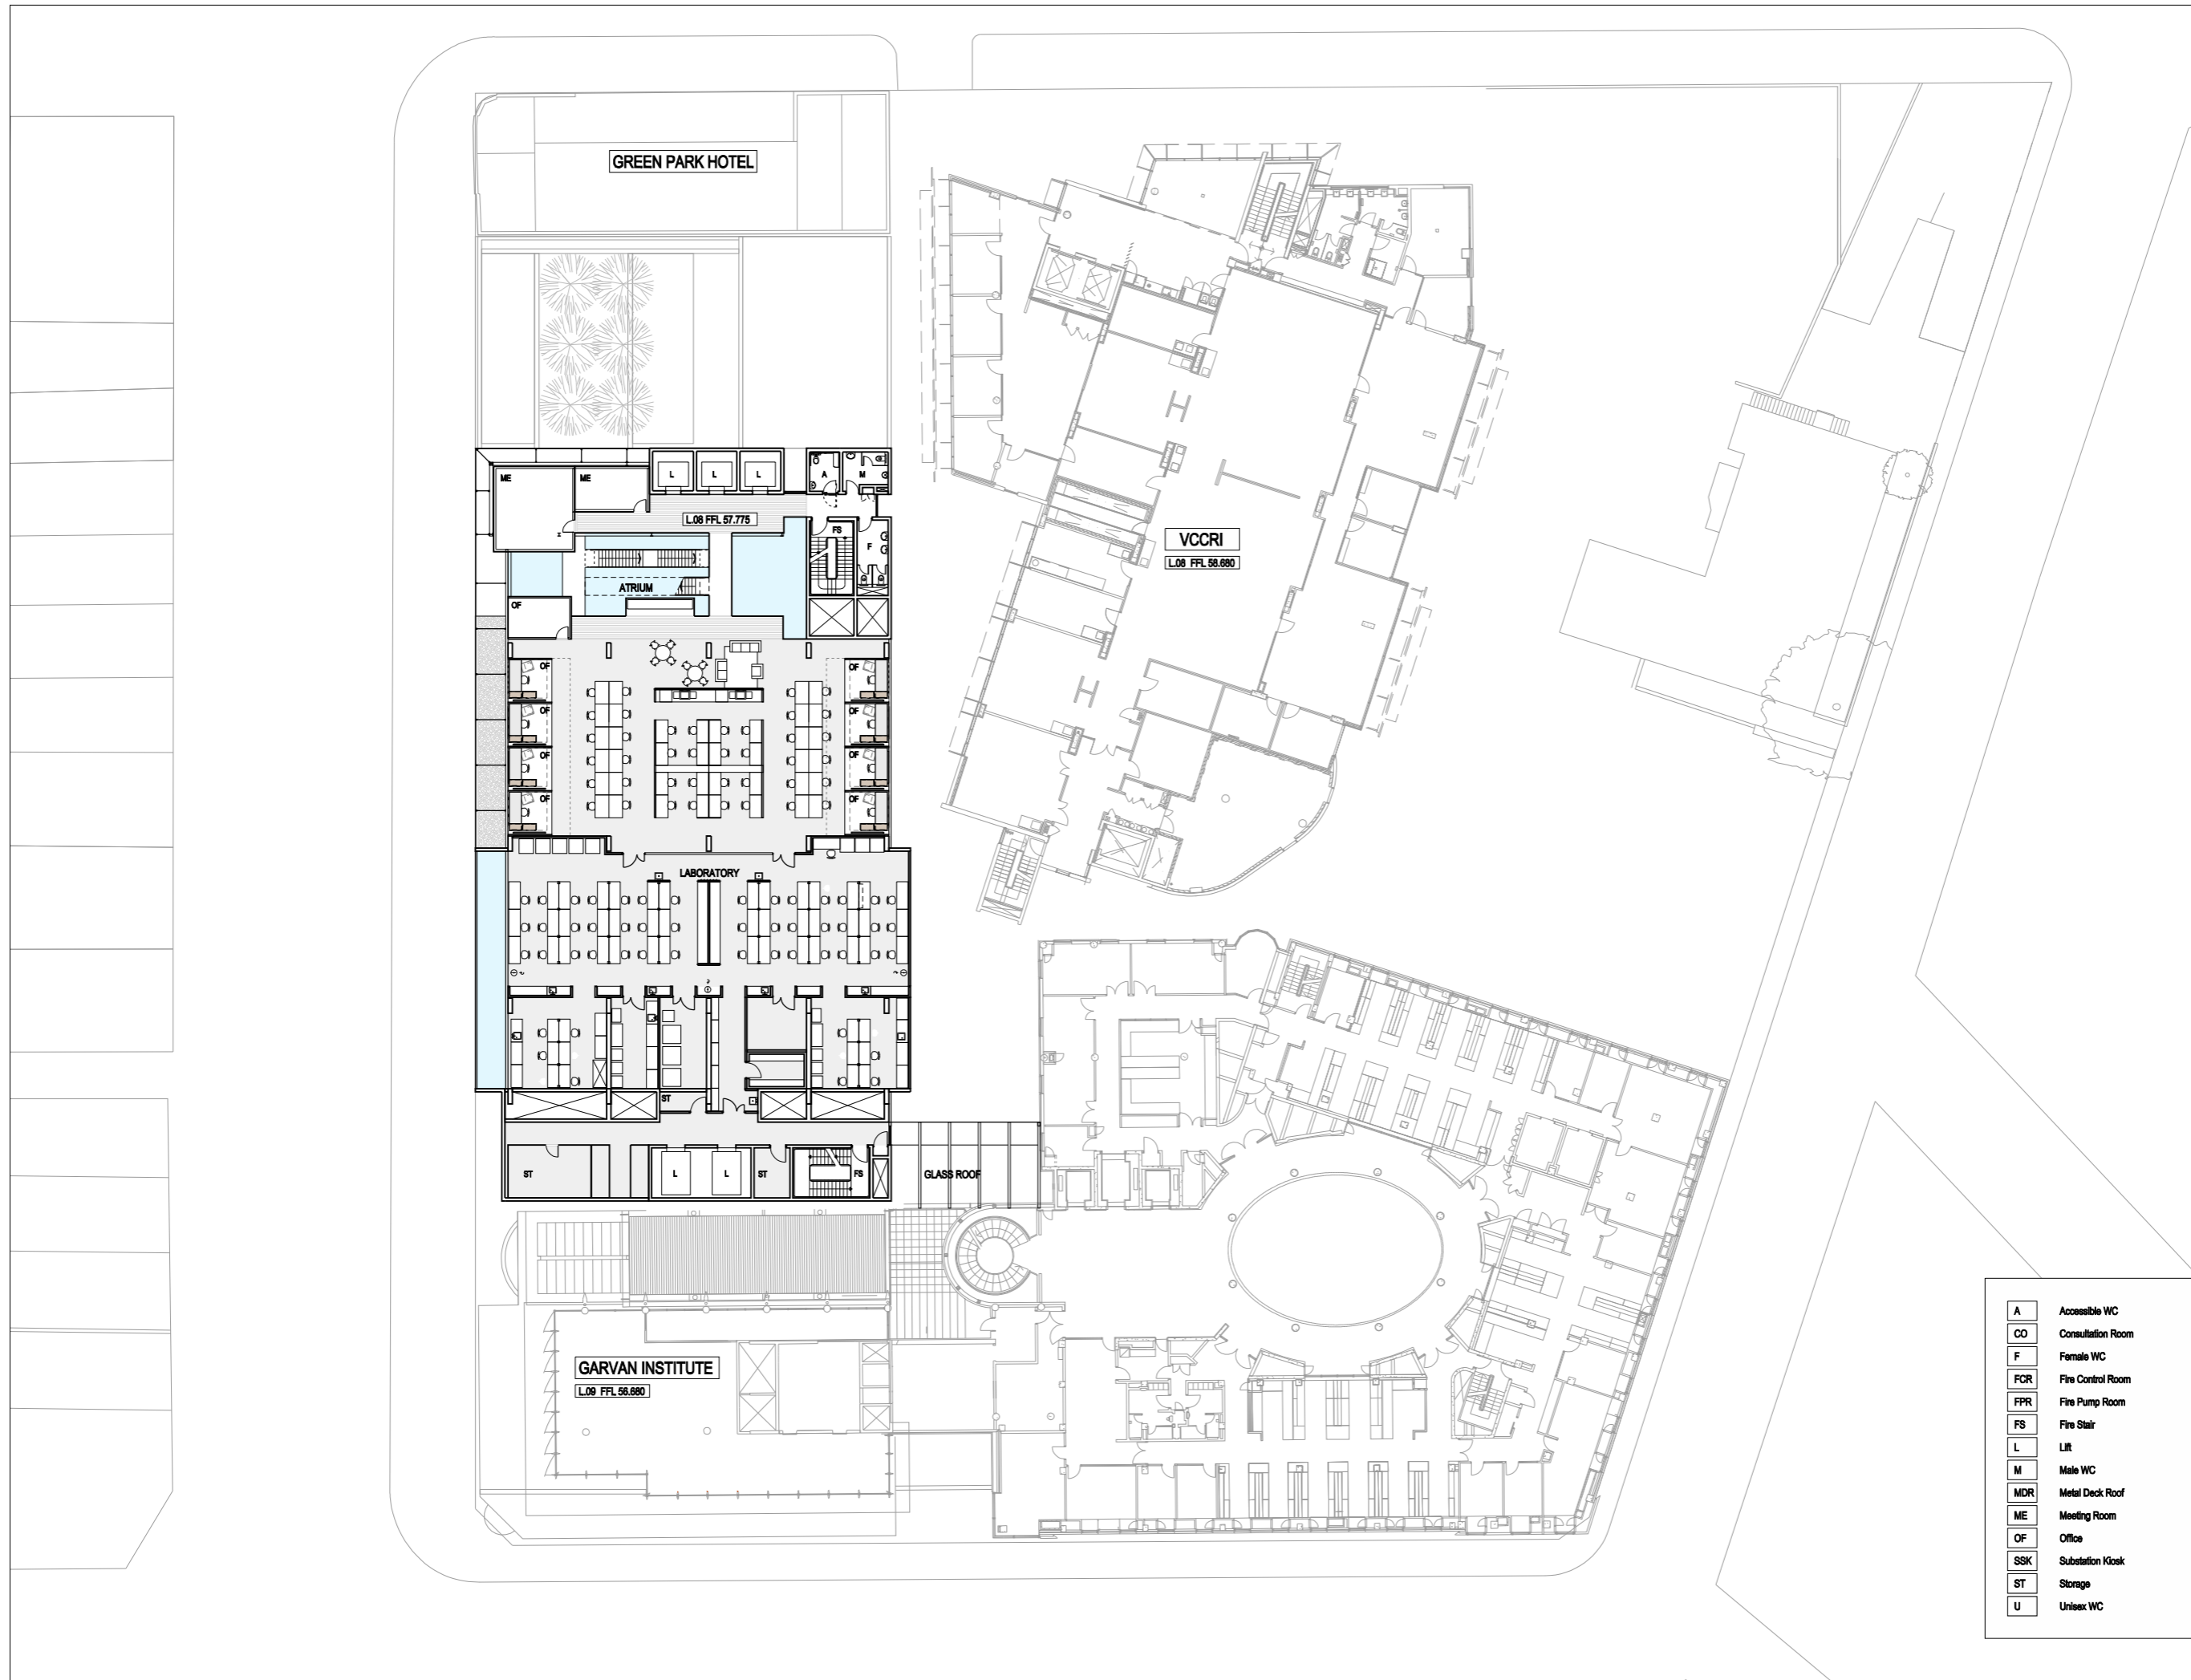 GREEN PARK HOTEL
ME
ME
L
L
L
A
M
L.08 FFL 57.775
FS
F
ATRIUM
OF
VCCRI
L.08 FFL 58.680
OF
OF
OF
OF
OF
OF
OF
OF
LABORATORY
ST
ST
L
L
ST
FS
GLASS ROOF
GARVAN INSTITUTE
L.09 FFL 56.680
A Accessible WC
CO Consultation Room
F Female WC
FCR Fire Control Room
FPR Fire Pump Room
FS Fire Stair
L Lift
M Male WC
MDR Metal Deck Roof
ME Meeting Room
OF Office
SSK Substation Kiosk
ST Storage
U Unisex WC